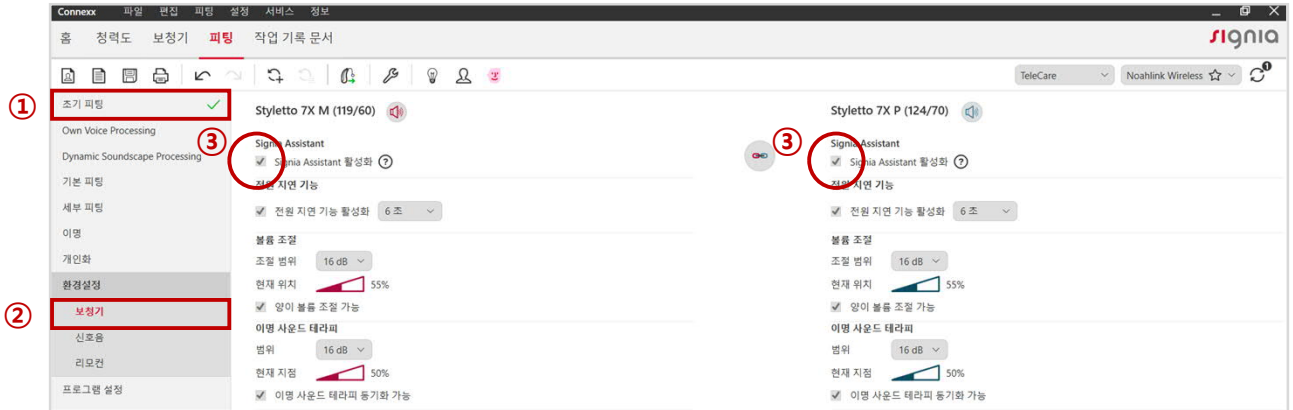 Connexx 파일 편집 피팅 설정 서비스 정보
홈 청력도 보청기 피팅 작업 기록 문서 signia
TeleCare Noahlink Wireless 0
① 초기 피팅
Own Voice Processing
Dynamic Soundscape Processing
기본 피팅
세부 피팅
이명
개인화
환경설정
② 보청기
신호음
리모컨
프로그램 설정
Styletto 7X M (119/60)
③ Signia Assistant
Signia Assistant 활성화 ?
전원 지연 기능
전원 지연 기능 활성화 6 초
볼륨 조절
조절 범위 16 dB
현재 위치 55%
양이 볼륨 조절 가능
이명 사운드 테라피
범위 16 dB
현재 지점 50%
이명 사운드 테라피 동기화 가능
Styletto 7X P (124/70)
③ Signia Assistant
Signia Assistant 활성화 ?
전원 지연 기능
전원 지연 기능 활성화 6 초
볼륨 조절
조절 범위 16 dB
현재 위치 55%
양이 볼륨 조절 가능
이명 사운드 테라피
범위 16 dB
현재 지점 50%
이명 사운드 테라피 동기화 가능